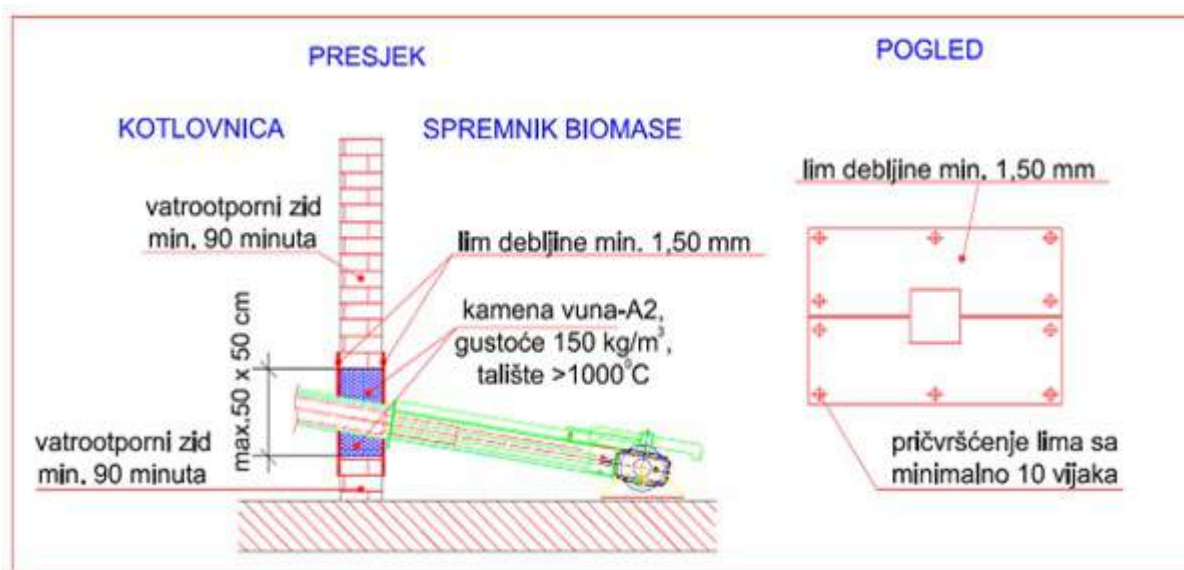 PRESJEK
POGLED
KOTLOVNICA
SPREMNIK BIOMASE
lim debljine min. 1,50 mm
vatrootporni zid
min. 90 minuta
lim debljine min. 1,50 mm
kamena vuna-A2,
gustoće 150 kg/m³,
talište >1000⁰C
max.50 x 50 cm
vatrootporni zid
min. 90 minuta
pričvršćenje lima sa
minimalno 10 vijaka